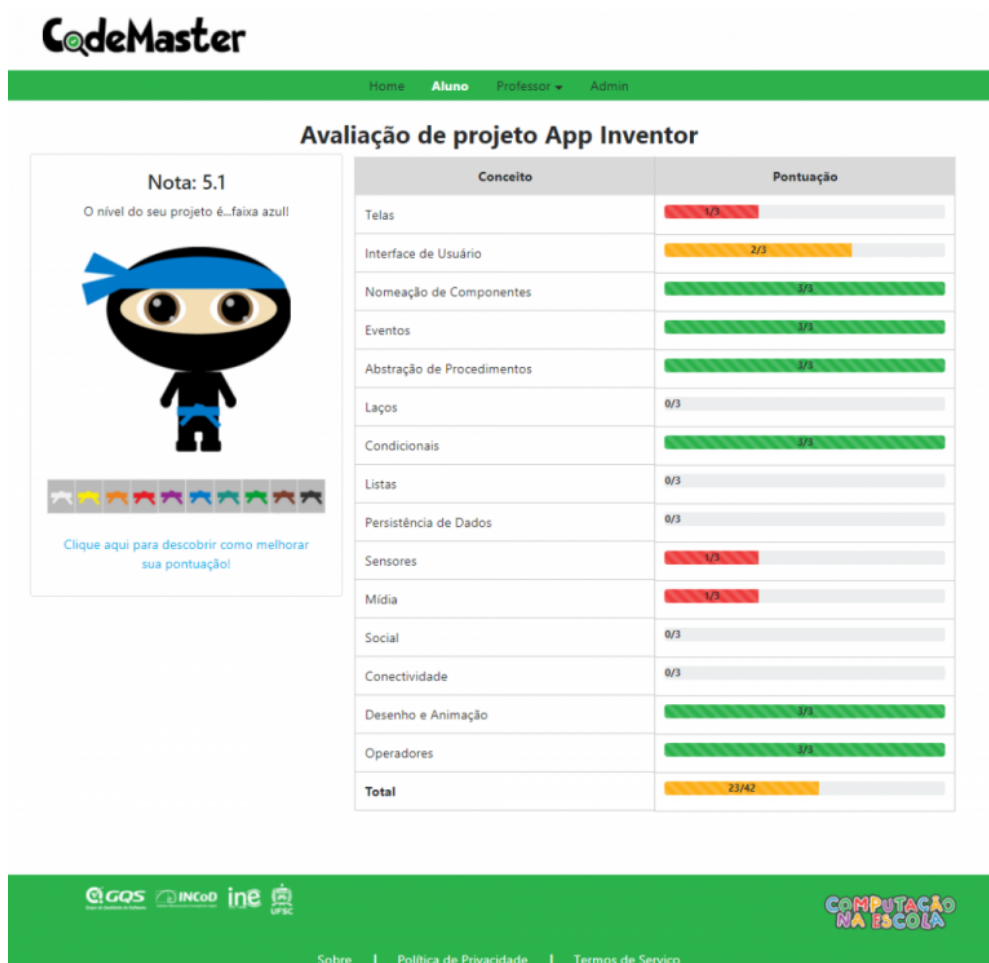 CodeMaster
Home Aluno Professor Admin
Avaliação de projeto App Inventor
Nota: 5.1
O nível do seu projeto é...faixa azul!
Clique aqui para descobrir como melhorar
sua pontuação!
Conceito Pontuação
Telas 1/3
Interface de Usuário 2/3
Nomeação de Componentes 3/3
Eventos 3/3
Abstração de Procedimentos 3/3
Laços 0/3
Condicionais 3/3
Listas 0/3
Persistência de Dados 0/3
Sensores 1/3
Mídia 1/3
Social 0/3
Conectividade 0/3
Desenho e Animação 3/3
Operadores 3/3
Total 23/42
GQS INCoD ine UFSC
COMPUTAÇÃO
NA ESCOLA
Sobre | Política de Privacidade | Termos de Serviço